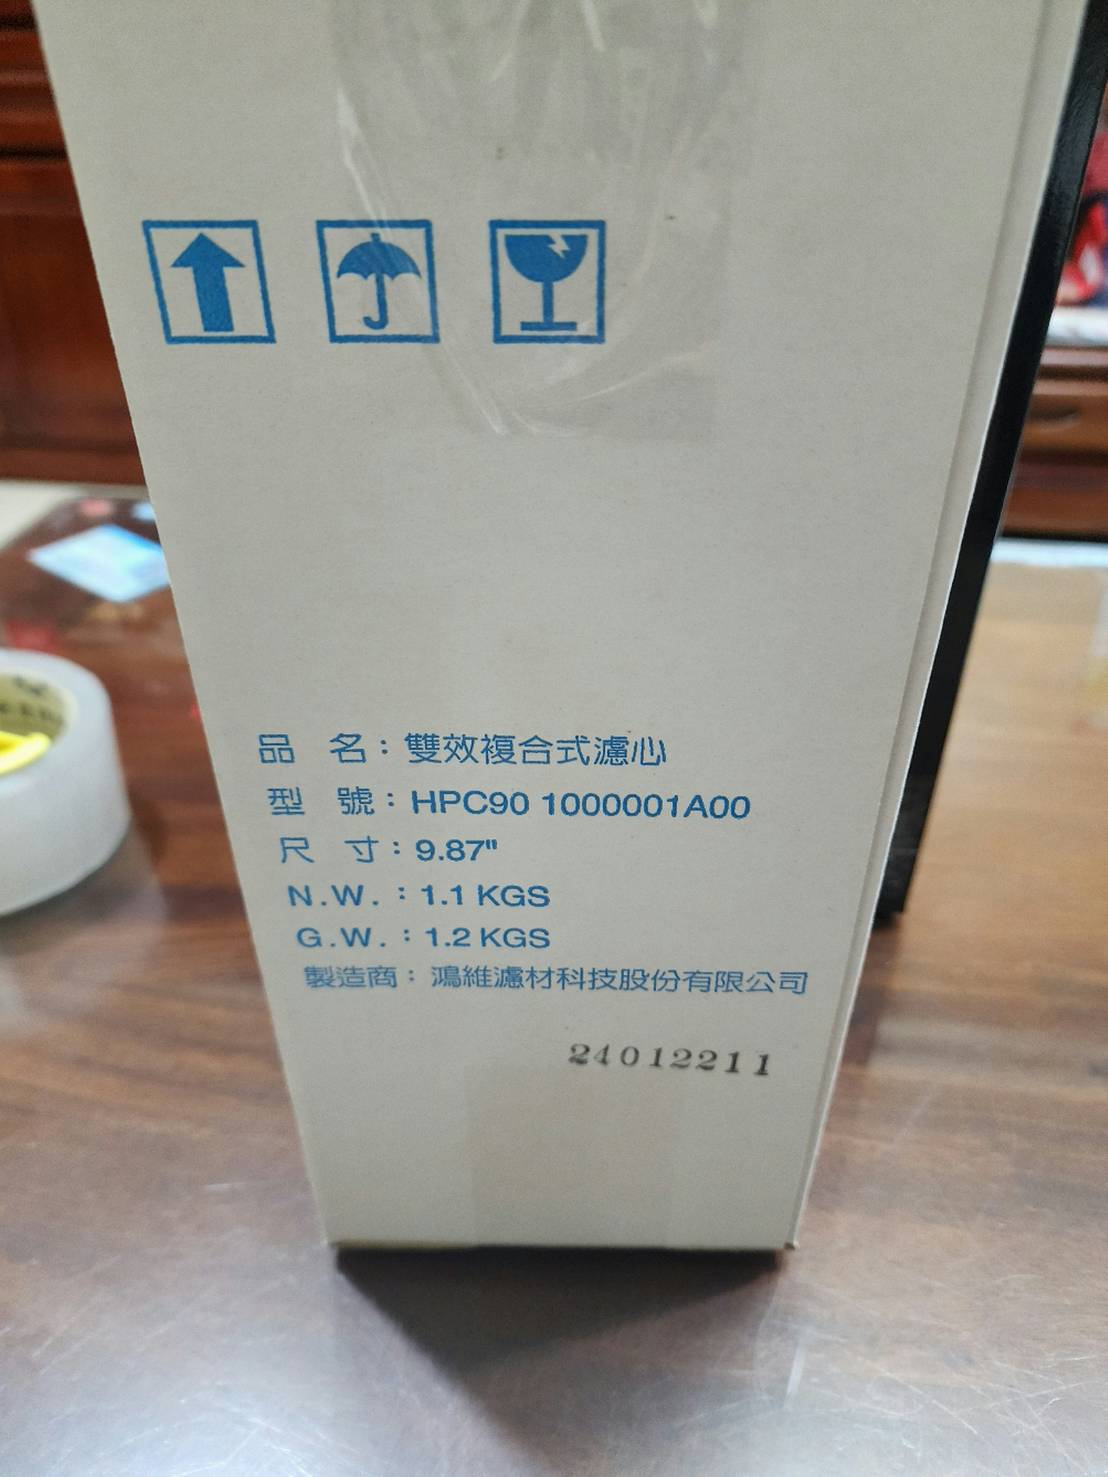 品 名：雙效複合式濾心
型 號：HPC90 1000001A00
尺 寸：9.87"
N.W.：1.1 KGS
G.W.：1.2 KGS
製造商：鴻維濾材科技股份有限公司
24012211